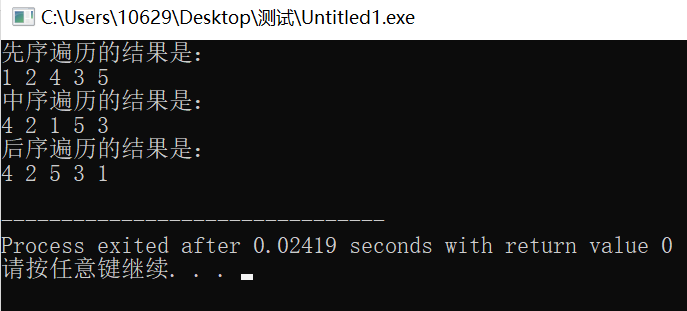 C:\Users\10629\Desktop\测试\Untitled1.exe
先序遍历的结果是：
1 2 4 3 5
中序遍历的结果是：
4 2 1 5 3
后序遍历的结果是：
4 2 5 3 1
--------------------------------
Process exited after 0.02419 seconds with return value 0
请按任意键继续. . .